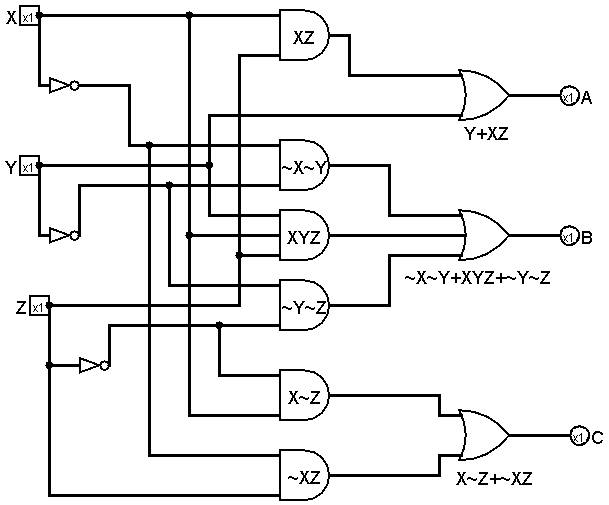 X x1
XZ
x1 A
Y+XZ
~X~Y
Y x1
XYZ
x1 B
~X~Y+XYZ+~Y~Z
~Y~Z
Z x1
X~Z
x1 C
X~Z+~XZ
~XZ